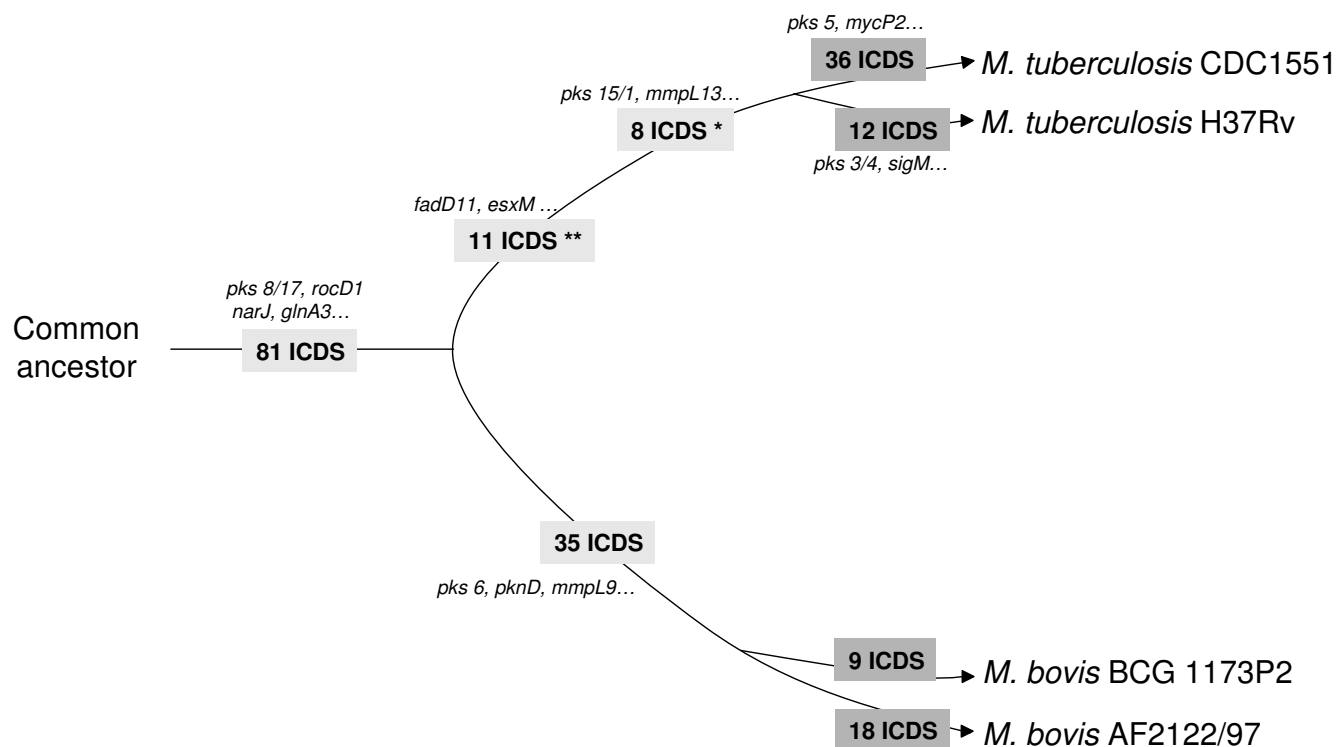 pks 5, mycP2…
36 ICDS
M. tuberculosis CDC1551
pks 15/1, mmpL13…
8 ICDS *
12 ICDS
M. tuberculosis H37Rv
pks 3/4, sigM…
fadD11, esxM …
11 ICDS **
pks 8/17, rocD1
narJ, glnA3…
Common
ancestor
81 ICDS
35 ICDS
pks 6, pknD, mmpL9…
9 ICDS
M. bovis BCG 1173P2
18 ICDS
M. bovis AF2122/97